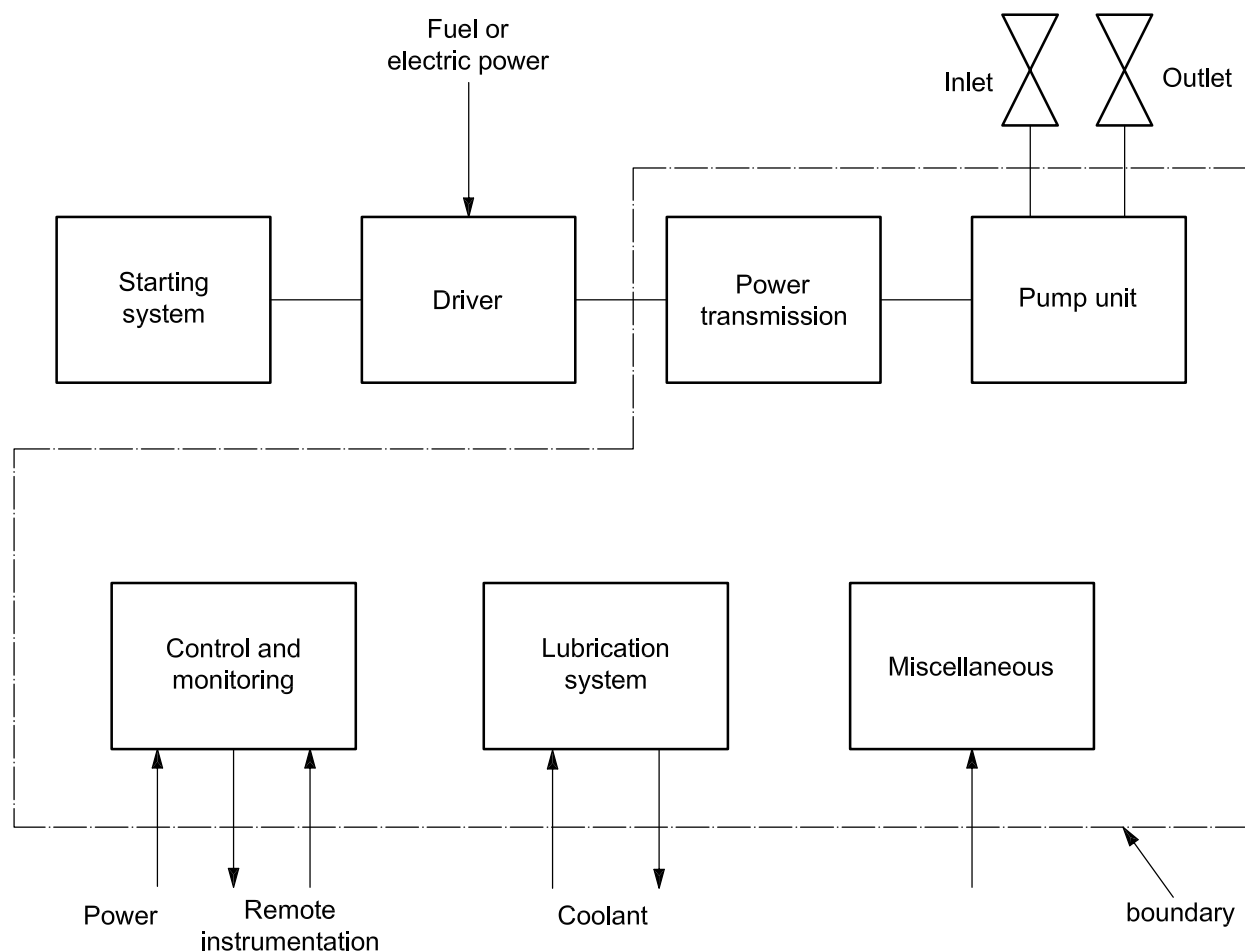 Fuel or
electric power
Inlet
Outlet
Starting
system
Driver
Power
transmission
Pump unit
Control and
monitoring
Lubrication
system
Miscellaneous
Power
Remote
instrumentation
Coolant
boundary